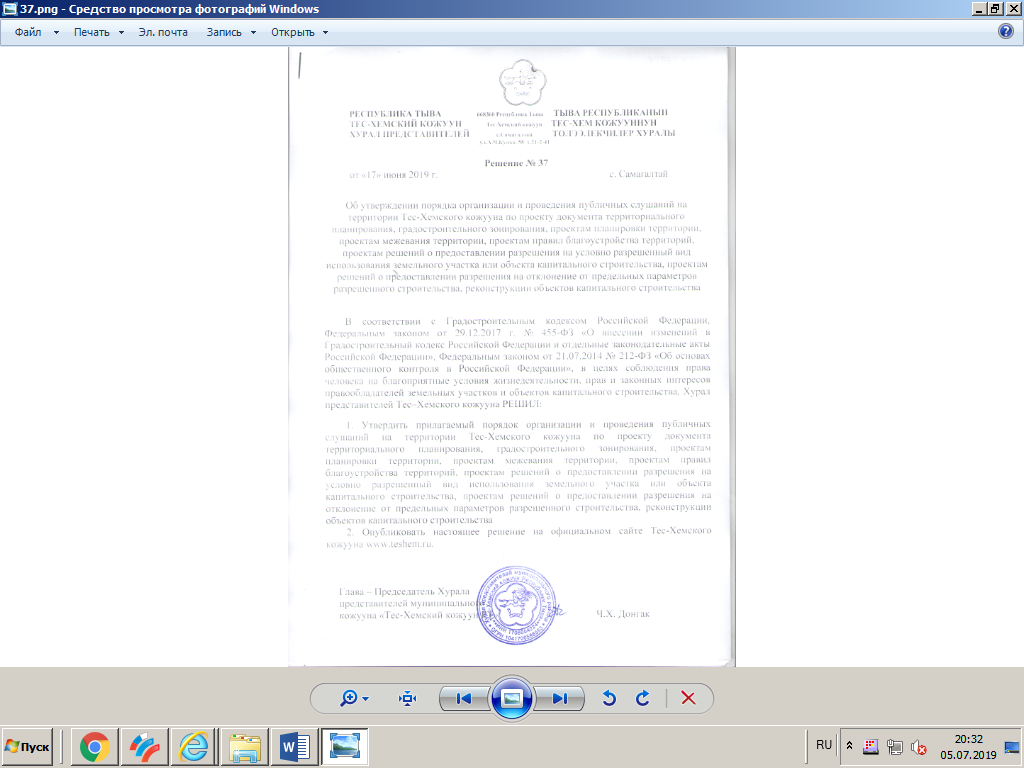 37.png - Средство просмотра фотографий Windows
Файл Печать Эл. почта Запись Открыть
РЕСПУБЛИКА ТЫВА
ТЕС-ХЕМСКИЙ КОЖУУН
ХУРАЛ ПРЕДСТАВИТЕЛЕЙ
668360 Республика Тыва
Тес-Хемский кожуун
с.Самагалтай
ТЫВА РЕСПУБЛИКАНЫН
ТЕС-ХЕМ КОЖУУННУН
ТОЛЭЭЛЕКЧИЛЕР ХУРАЛЫ
Решение № 37
от «17» июня 2019 г. с. Самагалтай
Об утверждении порядка организации и проведения публичных слушаний на
территории Тес-Хемского кожууна по проекту документа территориального
планирования, градостроительного зонирования, проектам планировки территории,
проектам межевания территории, проектам правил благоустройства территорий,
проектам решений о предоставлении разрешения на условно разрешенный вид
использования земельного участка или объекта капитального строительства, проектам
решений о предоставлении разрешения на отклонение от предельных параметров
разрешенного строительства, реконструкции объектов капитального строительства
В соответствии с Градостроительным кодексом Российской Федерации,
Федеральным законом от 29.12.2017 г. № 455-ФЗ «О внесении изменений в
Градостроительный кодекс Российской Федерации и отдельные законодательные акты
Российской Федерации», Федеральным законом от 21.07.2014 № 212-ФЗ «Об основах
общественного контроля в Российской Федерации», в целях соблюдения права
человека на благоприятные условия жизнедеятельности, прав и законных интересов
правообладателей земельных участков и объектов капитального строительства, Хурал
представителей Тес–Хемского кожууна РЕШИЛ:
1. Утвердить прилагаемый порядок организации и проведения публичных
слушаний на территории Тес-Хемского кожууна по проекту документа
территориального планирования, градостроительного зонирования, проектам
планировки территории, проектам межевания территории, проектам правил
благоустройства территорий, проектам решений о предоставлении разрешения на
условно разрешенный вид использования земельного участка или объекта
капитального строительства, проектам решений о предоставлении разрешения на
отклонение от предельных параметров разрешенного строительства, реконструкции
объектов капитального строительства
2. Опубликовать настоящее решение на официальном сайте Тес-Хемского
кожууна www.teshem.ru.
Глава – Председатель Хурала
представителей муниципального
кожууна «Тес-Хемский кожуун Ч.Х. Донгак
Пуск
RU
20:32
05.07.2019